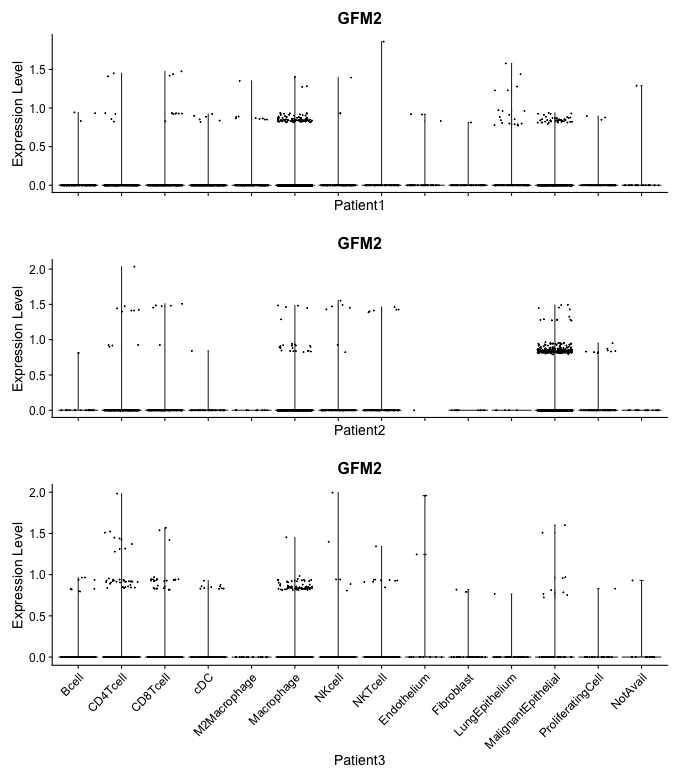 GFM2
Expression Level
1.5
1.0
0.5
0.0
Patient1
GFM2
Expression Level
2.0
1.5
1.0
0.5
0.0
Patient2
GFM2
Expression Level
2.0
1.5
1.0
0.5
0.0
Bcell
CD4Tcell
CD8Tcell
cDC
M2Macrophage
Macrophage
NKcell
NKTcell
Endothelium
Fibroblast
LungEpithelium
MalignantEpithelial
ProliferatingCell
NotAvail
Patient3